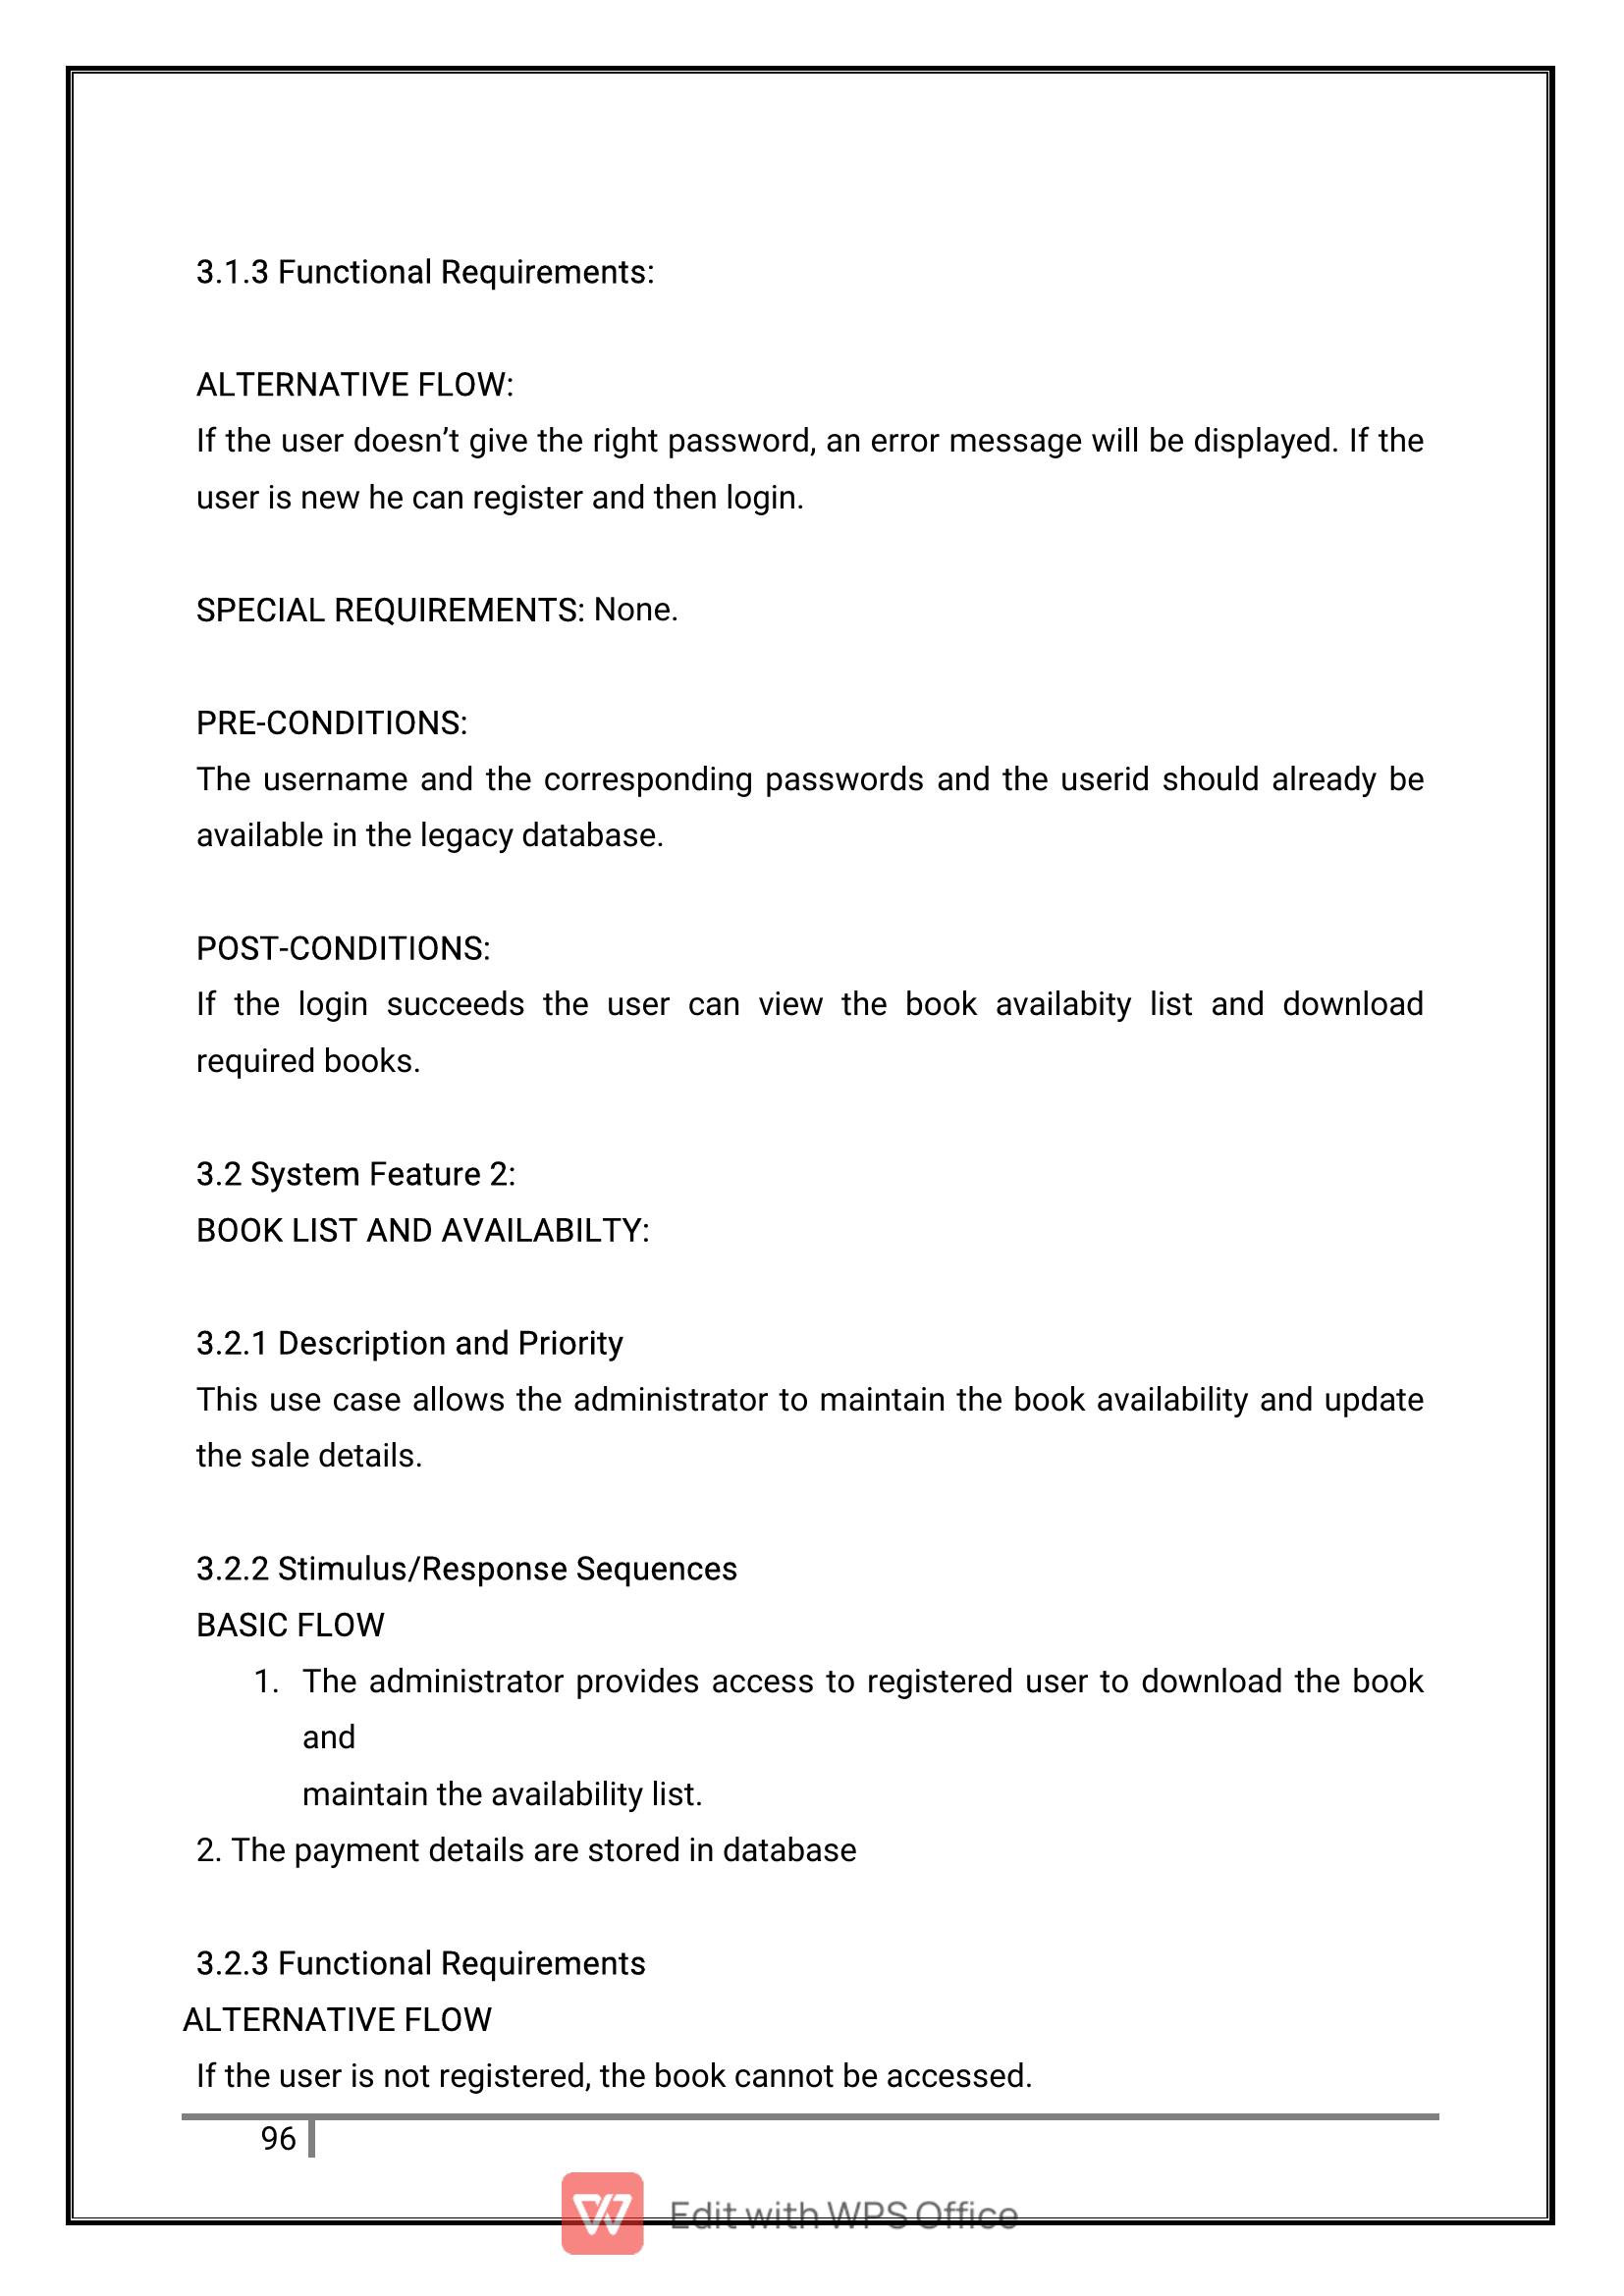 3.1.3 Functional Requirements:
ALTERNATIVE FLOW:
If the user doesn’t give the right password, an error message will be displayed. If the
user is new he can register and then login.
SPECIAL REQUIREMENTS: None.
PRE-CONDITIONS:
The username and the corresponding passwords and the userid should already be
available in the legacy database.
POST-CONDITIONS:
If the login succeeds the user can view the book availabity list and download
required books.
3.2 System Feature 2:
BOOK LIST AND AVAILABILTY:
3.2.1 Description and Priority
This use case allows the administrator to maintain the book availability and update
the sale details.
3.2.2 Stimulus/Response Sequences
BASIC FLOW
1. The administrator provides access to registered user to download the book
and
maintain the availability list.
2. The payment details are stored in database
3.2.3 Functional Requirements
ALTERNATIVE FLOW
If the user is not registered, the book cannot be accessed.
96
Edit with WPS Office